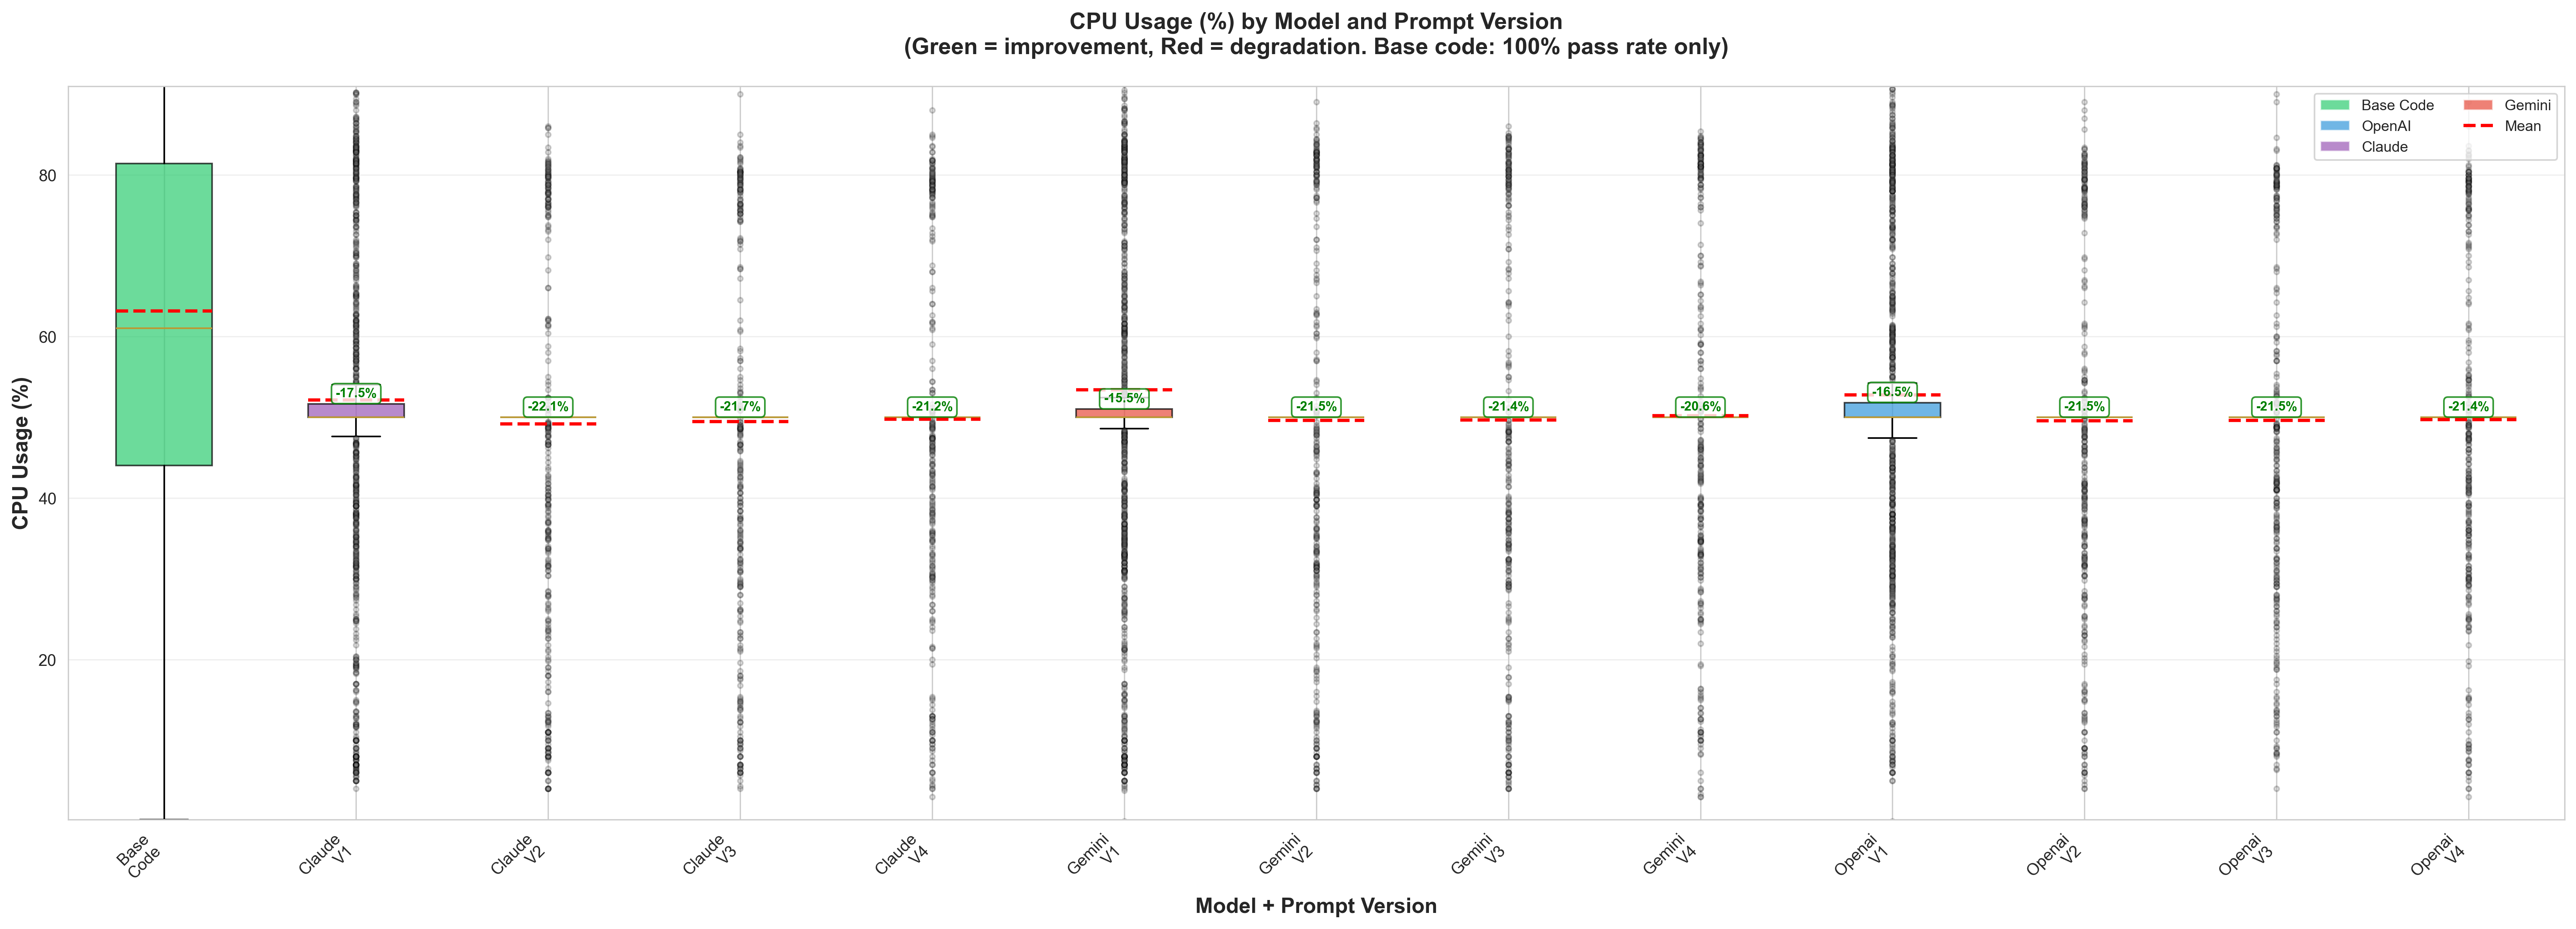 CPU Usage (%) by Model and Prompt Version
(Green = improvement, Red = degradation. Base code: 100% pass rate only)
Base Code
OpenAI
Claude
Gemini
Mean
CPU Usage (%)
80
60
40
20
-17.5%
-22.1%
-21.7%
-21.2%
-15.5%
-21.5%
-21.4%
-20.6%
-16.5%
-21.5%
-21.5%
-21.4%
Base
Code
Claude
V1
Claude
V2
Claude
V3
Claude
V4
Gemini
V1
Gemini
V2
Gemini
V3
Gemini
V4
Openai
V1
Openai
V2
Openai
V3
Openai
V4
Model + Prompt Version